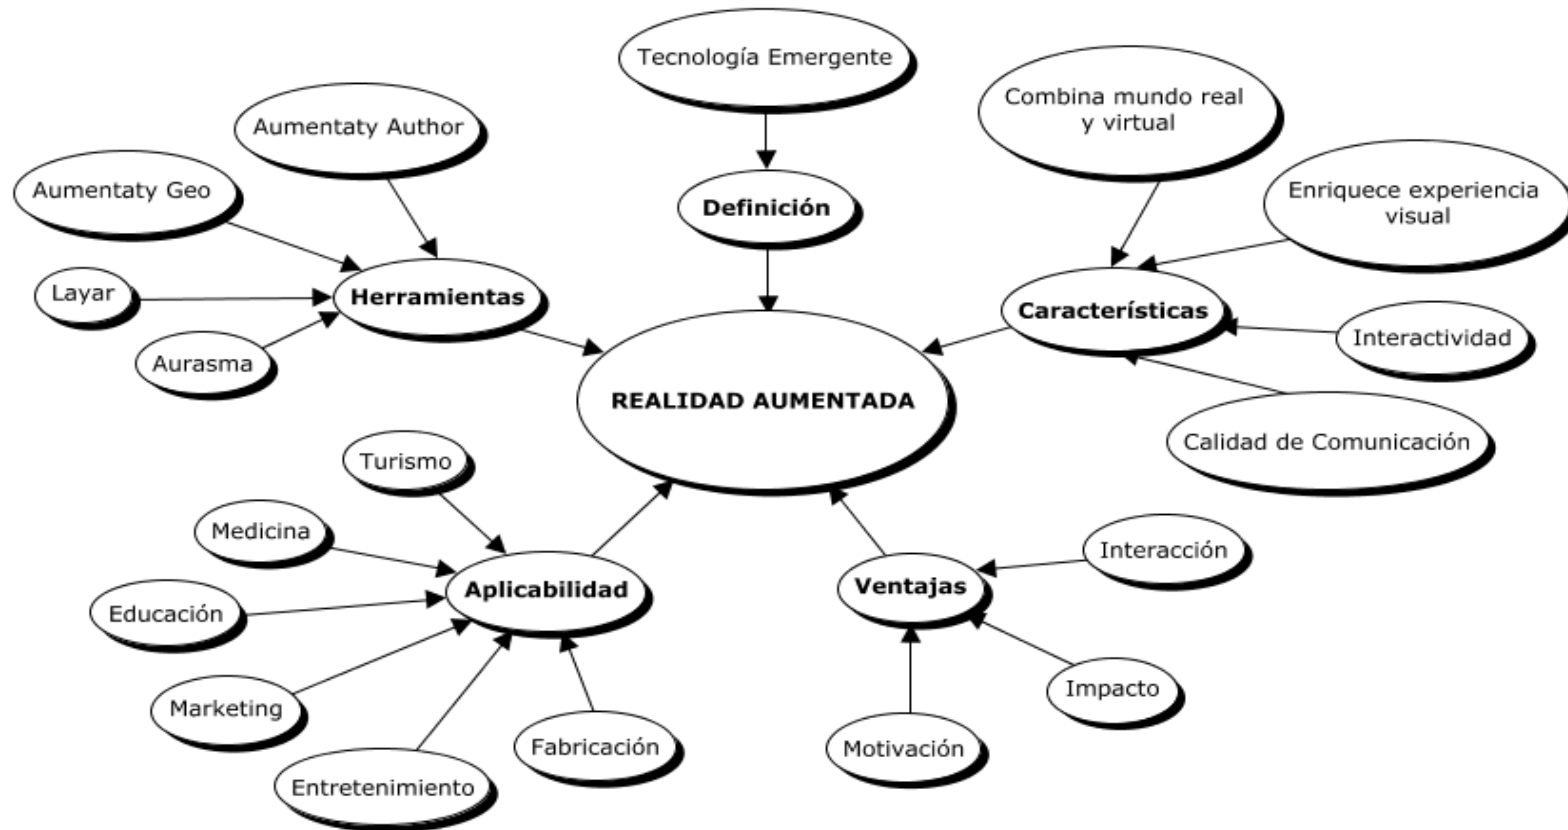 Tecnología Emergente
Combina mundo real
y virtual
Aumentaty Author
Aumentaty Geo
Enriquece experiencia
visual
Definición
Layar
Herramientas
Característicias
Interactividad
Aurasma
REALIDAD AUMENTADA
Calidad de Comunicación
Turismo
Medicina
Interacción
Aplicabilidad
Ventajas
Educación
Impacto
Marketing
Fabricación
Motivación
Entretenimiento